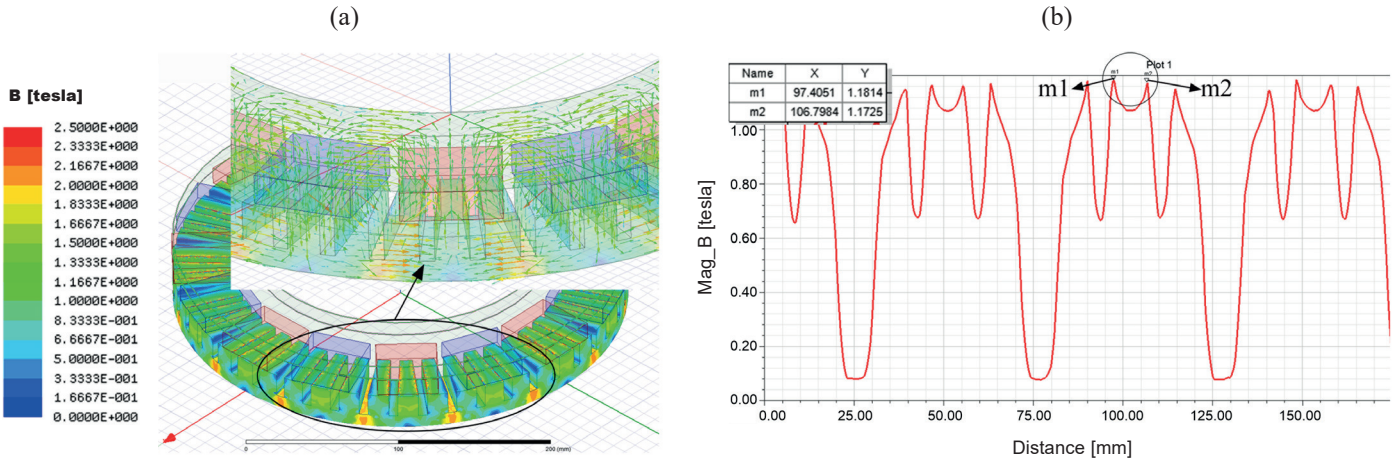 (a)
(b)
B [tesla]
2.5000E+000
2.3333E+000
2.1667E+000
2.0000E+000
1.8333E+000
1.6667E+000
1.5000E+000
1.3333E+000
1.1667E+000
1.0000E+000
8.3333E-001
6.6667E-001
5.0000E-001
3.3333E-001
1.6667E-001
0.0000E+000
0 100 200 (mm)
Name X Y
m1 97.4051 1.1814
m2 106.7984 1.1725
Plot 1
m1 m2
m1 m2
Mag_B [tesla]
1.00
0.80
0.60
0.40
0.20
0.00
0.00 25.00 50.00 75.00 100.00 125.00 150.00
Distance [mm]